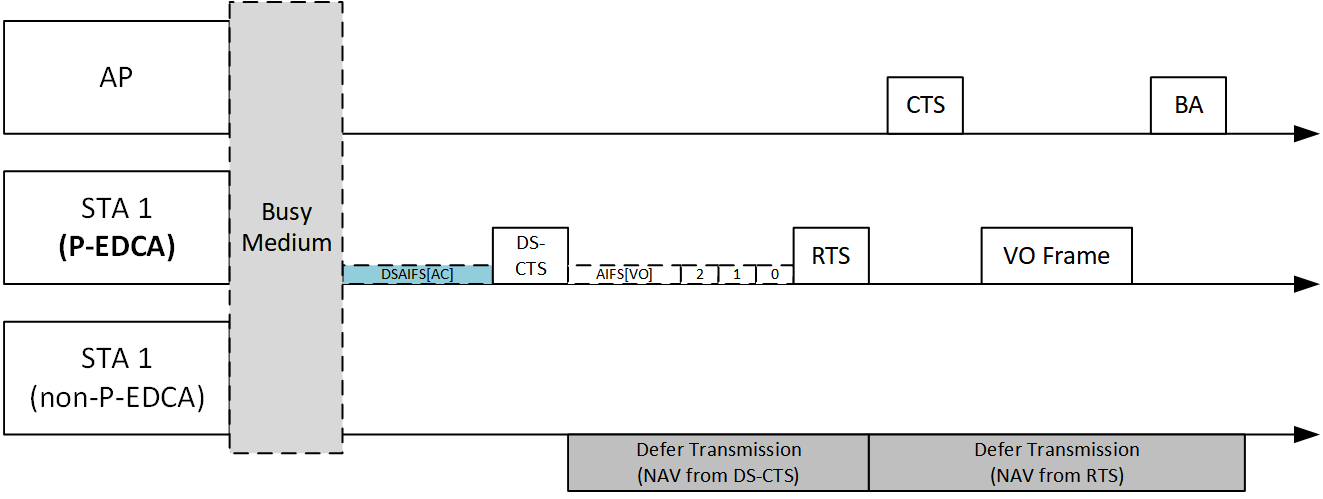 AP
CTS
BA
STA 1
(P-EDCA)
Busy
Medium
DSAIFS[AC]
DS-
CTS
AIFS[VO]
2
1
0
RTS
VO Frame
STA 1
(non-P-EDCA)
Defer Transmission
(NAV from DS-CTS)
Defer Transmission
(NAV from RTS)